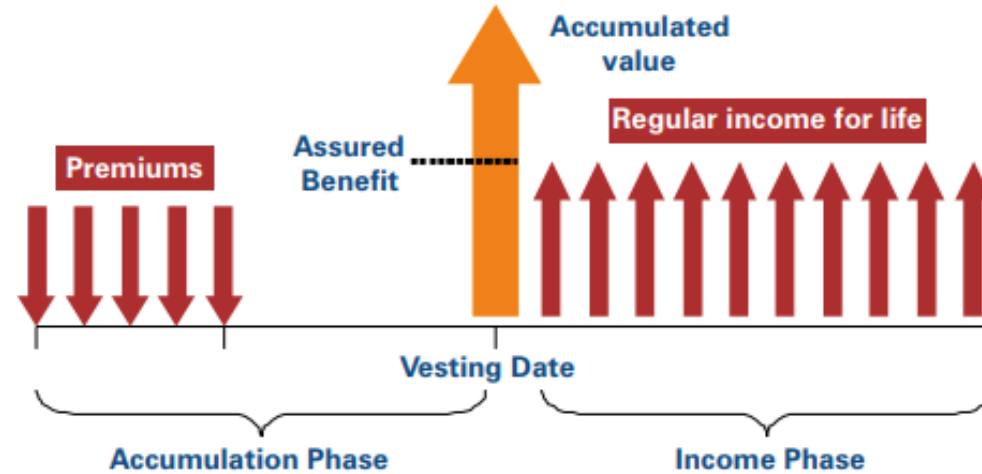 Accumulated
value
Regular income for life
Assured
Benefit
Premiums
Vesting Date
Accumulation Phase
Income Phase